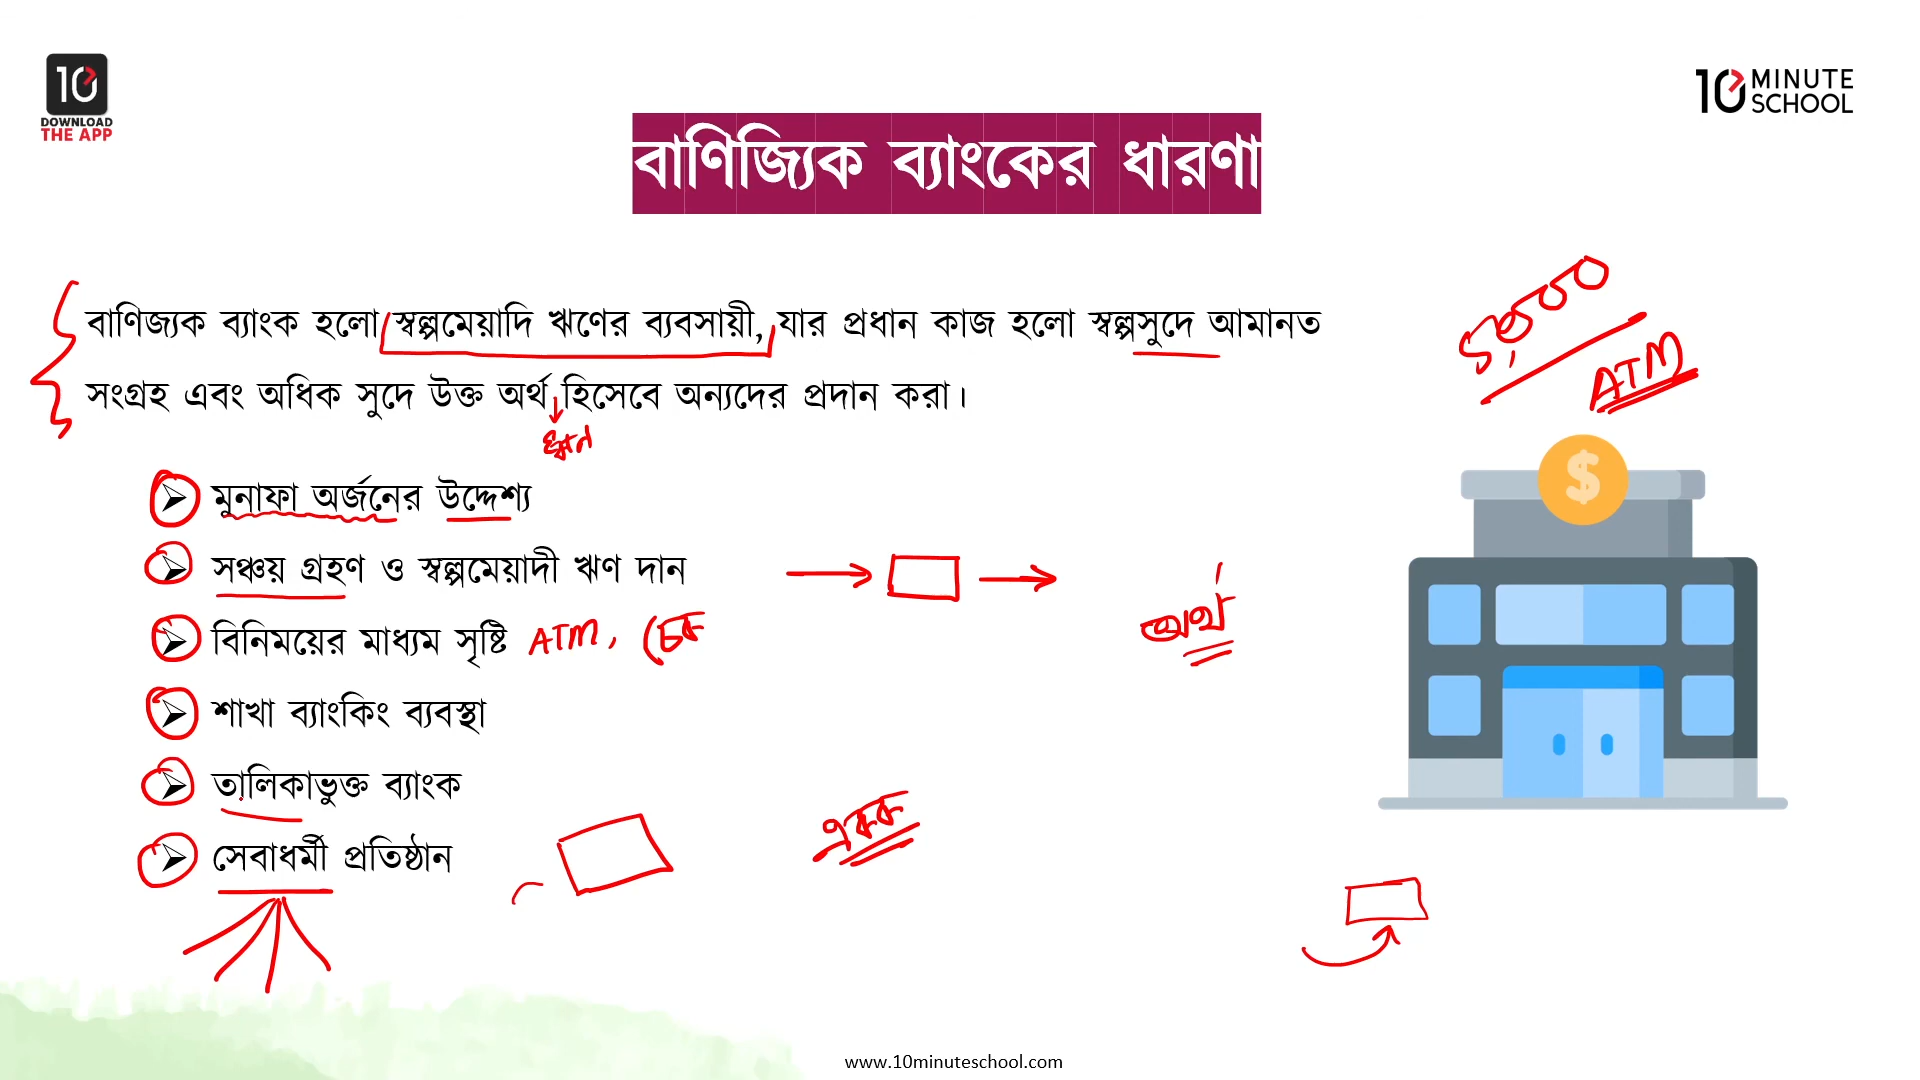 10
DOWNLOAD
THE APP
10 MINUTE
SCHOOL
বাণিজ্যিক ব্যাংকের ধারণা
বাণিজ্যক ব্যাংক হলো স্বল্পমেয়াদি ঋণের ব্যবসায়ী, যার প্রধান কাজ হলো স্বল্পসুদে আমানত
সংগ্রহ এবং অধিক সুদে উক্ত অর্থ হিসেবে অন্যদের প্রদান করা।
ATM
মুনাফা অর্জনের উদ্দেশ্য
সঞ্চয় গ্রহণ ও স্বল্পমেয়াদী ঋণ দান
অর্থ
বিনিময়ের মাধ্যম সৃষ্টি ATM, চেক
শাখা ব্যাংকিং ব্যবস্থা
তালিকাভুক্ত ব্যাংক
একক
সেবাধর্মী প্রতিষ্ঠান
$
www.10minuteschool.com